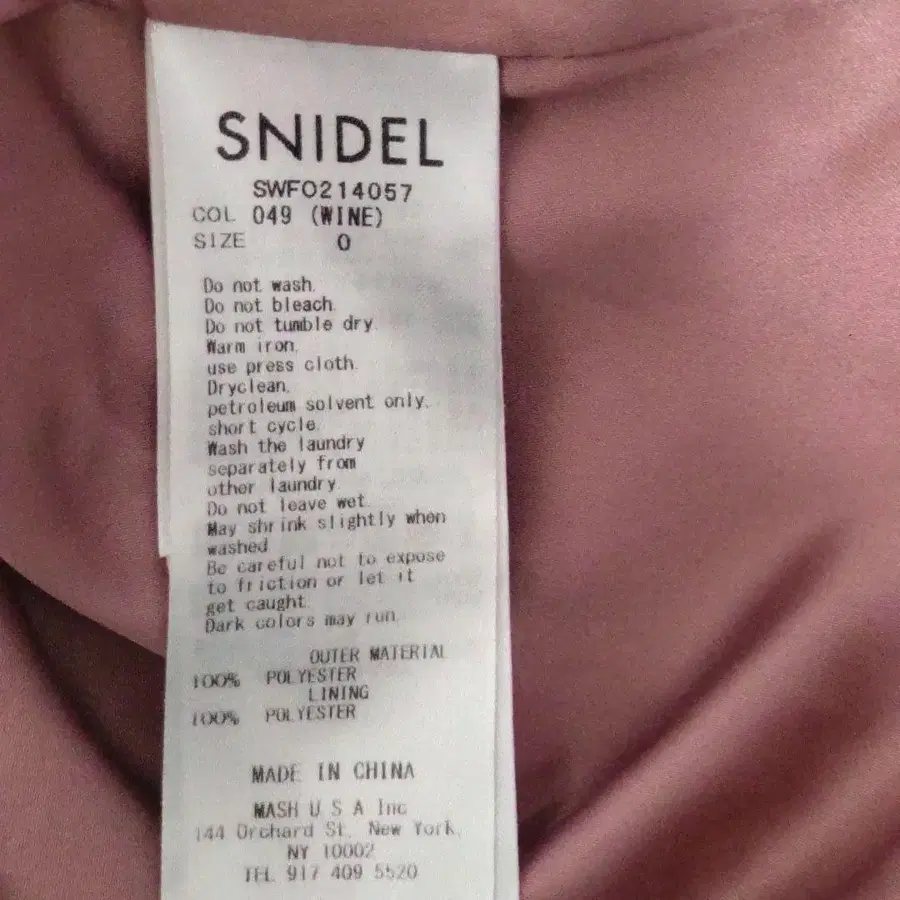 SNIDEL
SWFO214057
COL 049 (WINE)
SIZE 0
Do not wash.
Do not bleach.
Do not tumble dry.
Warm iron,
use press cloth.
Dryclean,
petroleum solvent only.
short cycle.
Wash the laundry
separately from
other laundry.
Do not leave wet.
May shrink slightly when
washed
Be careful not to expose
to friction or let it
get caught.
Dark colors may run.
OUTER MATERIAL
100% POLYESTER
LINING
100% POLYESTER
MADE IN CHINA
MASH U S A Inc
144 Orchard St. New York,
NY 10002
TEL 917 409 5520